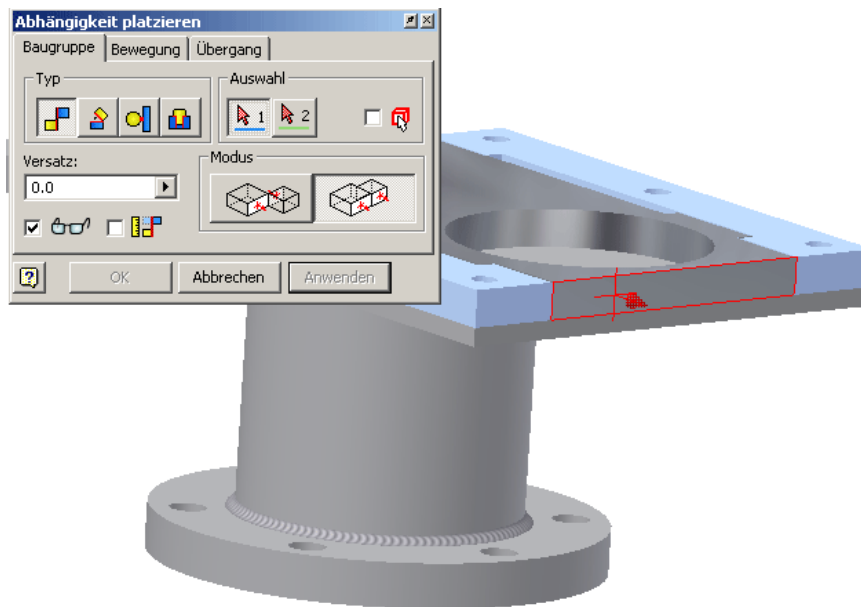 Abhängigkeit platzieren
Baugruppe Bewegung Übergang
Typ Auswahl
1 2
Versatz: Modus
0.0
OK Abbrechen Anwenden